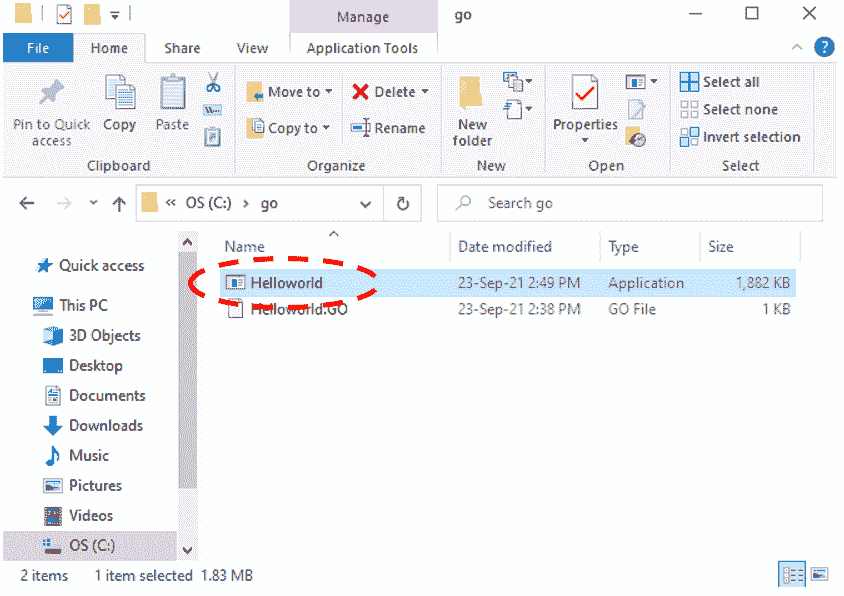 Manage go
File Home Share View Application Tools
Pin to Quick access Copy Paste
Move to Delete
Copy to Rename
New folder
Properties
Select all
Select none
Invert selection
Clipboard Organize New Open Select
« OS (C:) › go
Search go
Name Date modified Type Size
Helloworld 23-Sep-21 2:49 PM Application 1,882 KB
Helloworld.GO 23-Sep-21 2:38 PM GO File 1 KB
Quick access
This PC
3D Objects
Desktop
Documents
Downloads
Music
Pictures
Videos
OS (C:)
2 items 1 item selected 1.83 MB